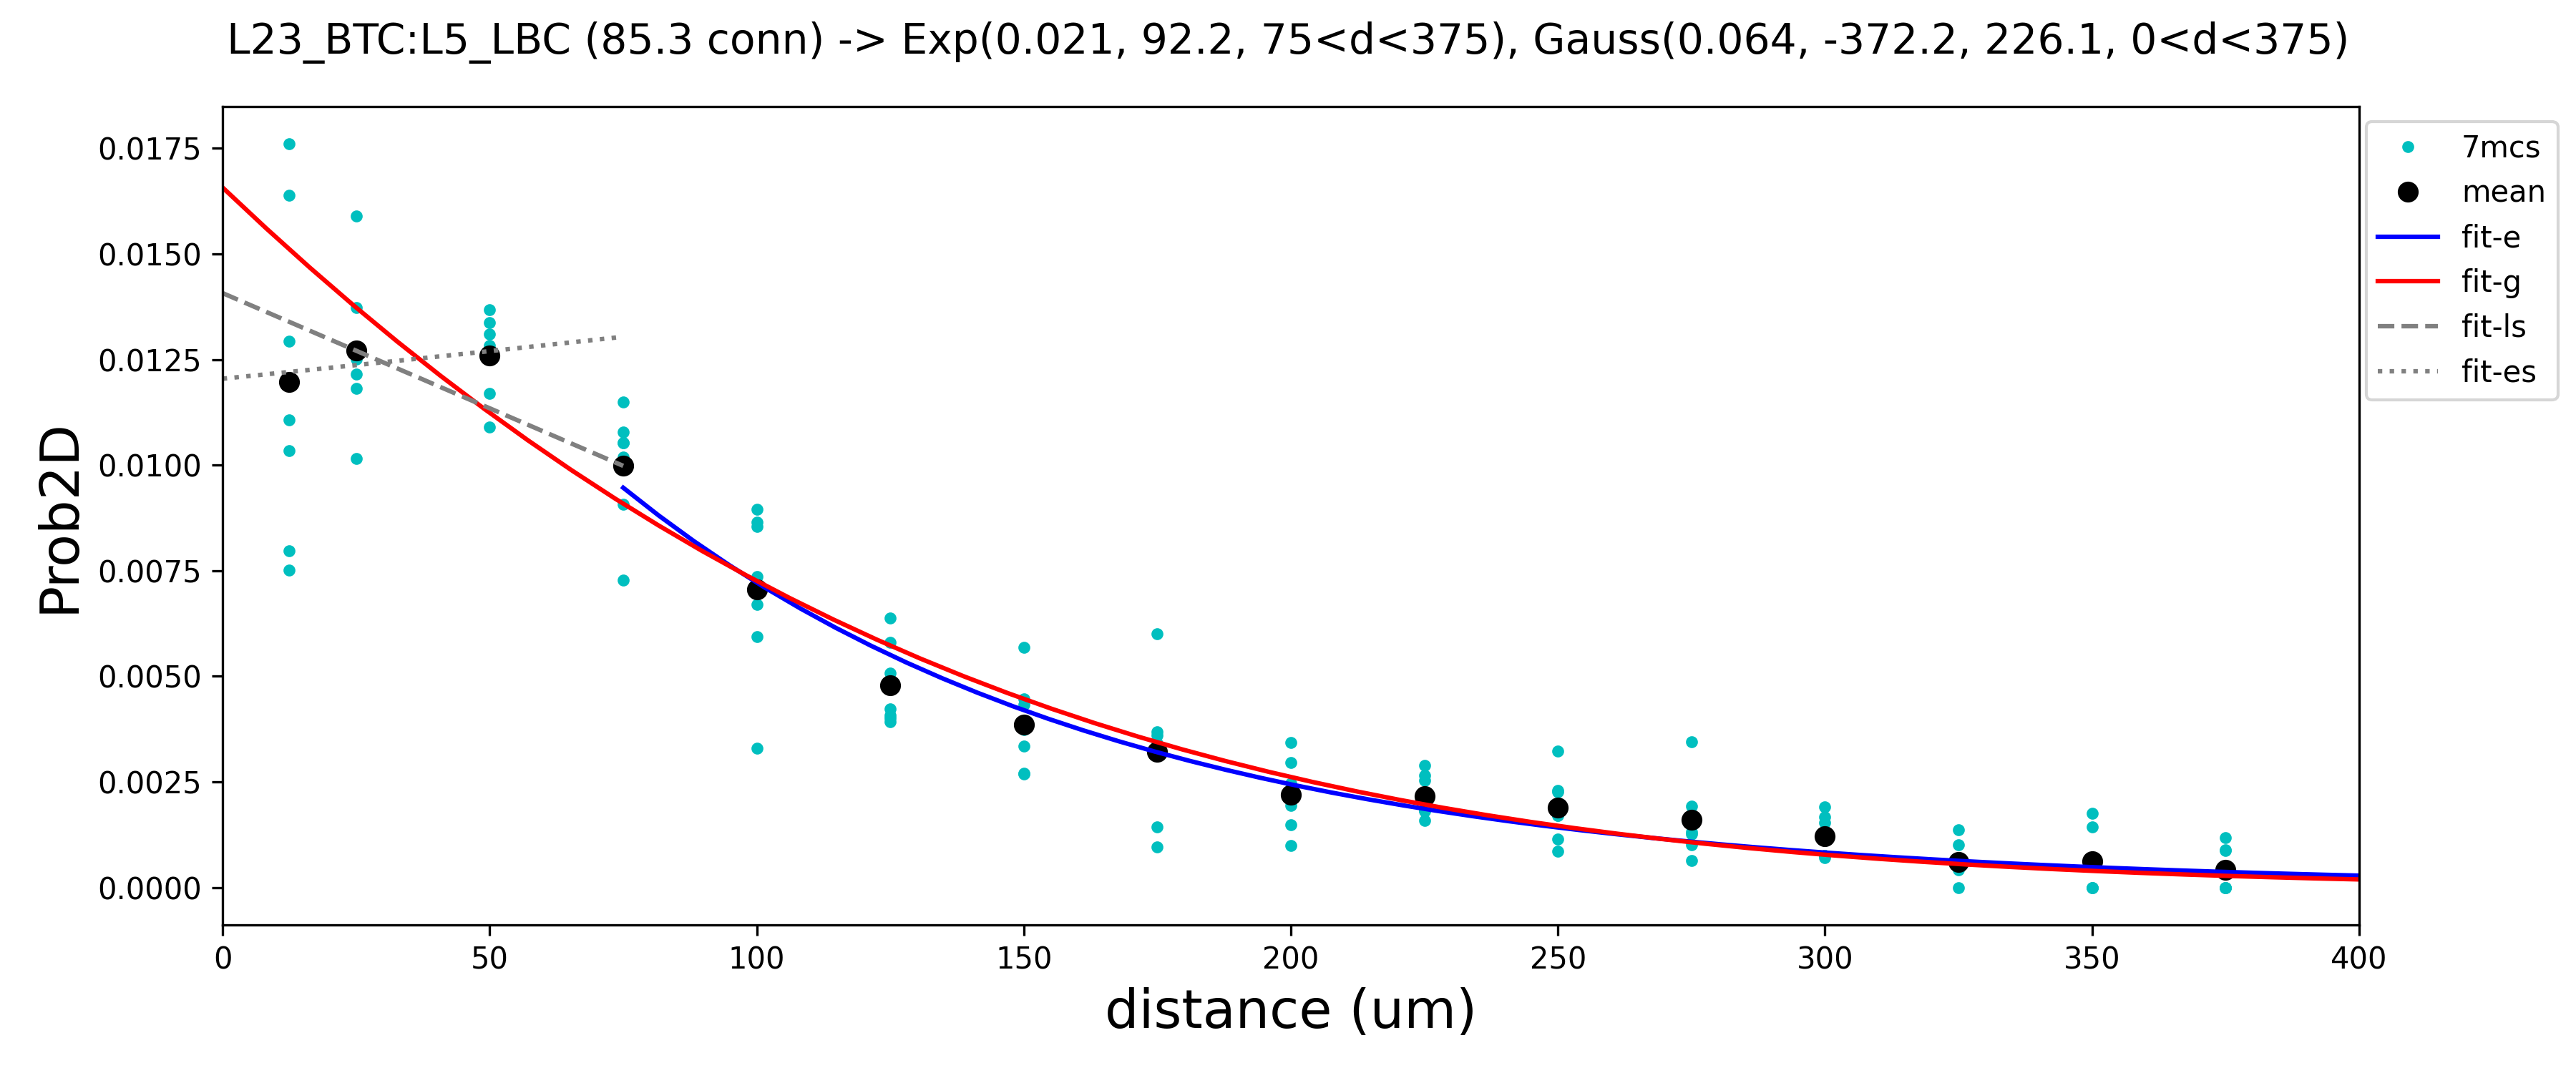 L23_BTC:L5_LBC (85.3 conn) -> Exp(0.021, 92.2, 75<d<375), Gauss(0.064, -372.2, 226.1, 0<d<375)
0.0175
0.0150
0.0125
0.0100
0.0075
0.0050
0.0025
0.0000
Prob2D
0 50 100 150 200 250 300 350 400
distance (um)
7mcs
mean
fit-e
fit-g
fit-ls
fit-es